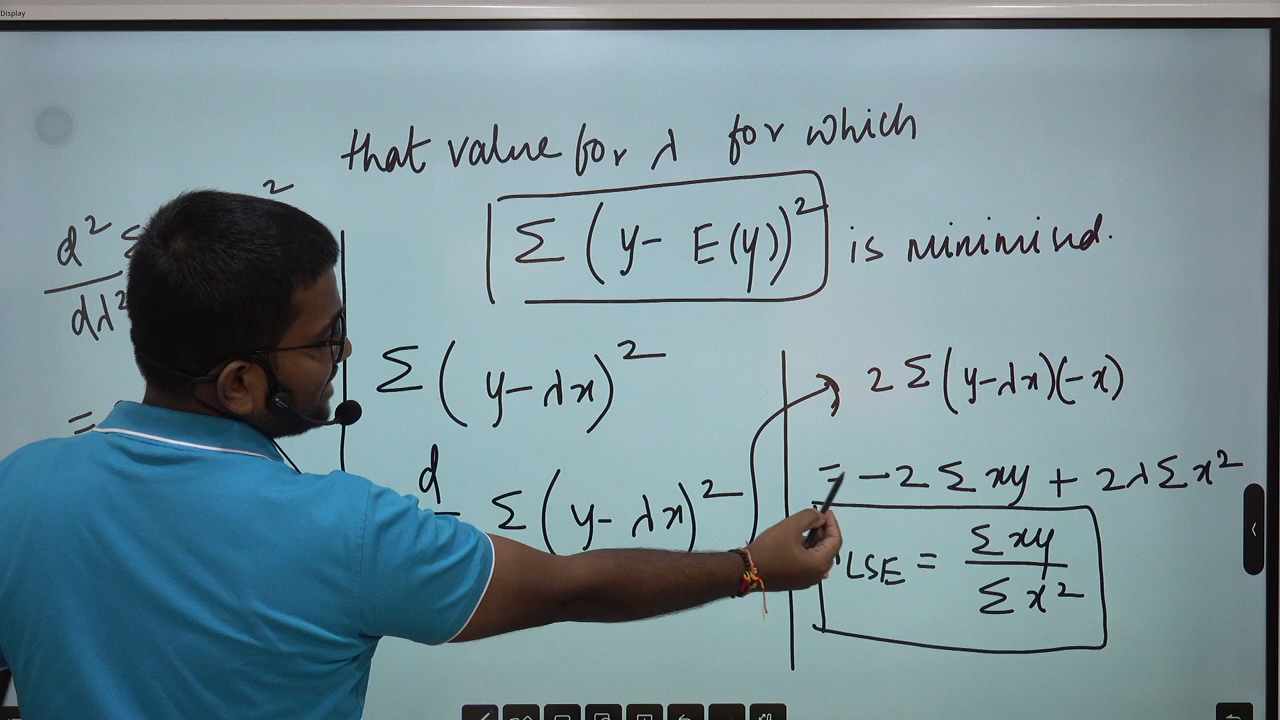 Display
that value for λ for which
Σ (y - E(y))² is minimized.
d² Σ ²
dλ²
=
Σ (y - λx)²
d Σ (y - λx)²
2 Σ (y - λx)(-x)
= -2 Σ xy + 2λ Σ x²
LSE = Σ xy / Σ x²